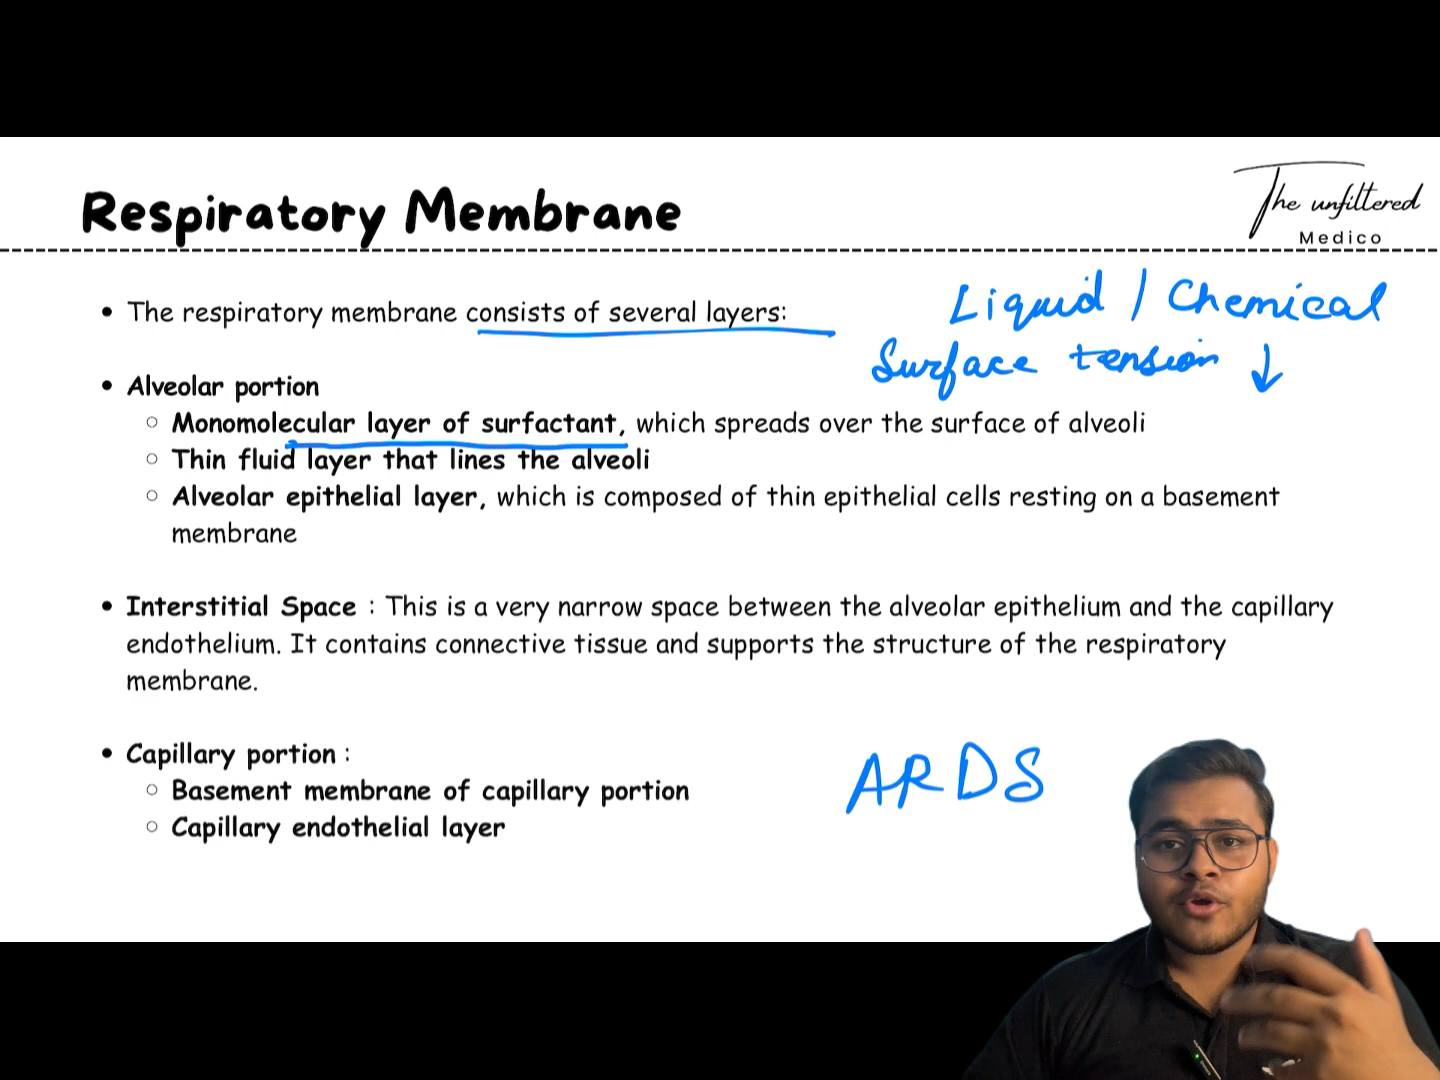 Respiratory Membrane
The unfiltered
Medico
• The respiratory membrane consists of several layers:
Liquid / Chemical
Surface tension ↓
• Alveolar portion
○ Monomolecular layer of surfactant, which spreads over the surface of alveoli
○ Thin fluid layer that lines the alveoli
○ Alveolar epithelial layer, which is composed of thin epithelial cells resting on a basement
membrane
• Interstitial Space : This is a very narrow space between the alveolar epithelium and the capillary
endothelium. It contains connective tissue and supports the structure of the respiratory
membrane.
• Capillary portion :
○ Basement membrane of capillary portion
○ Capillary endothelial layer
ARDS